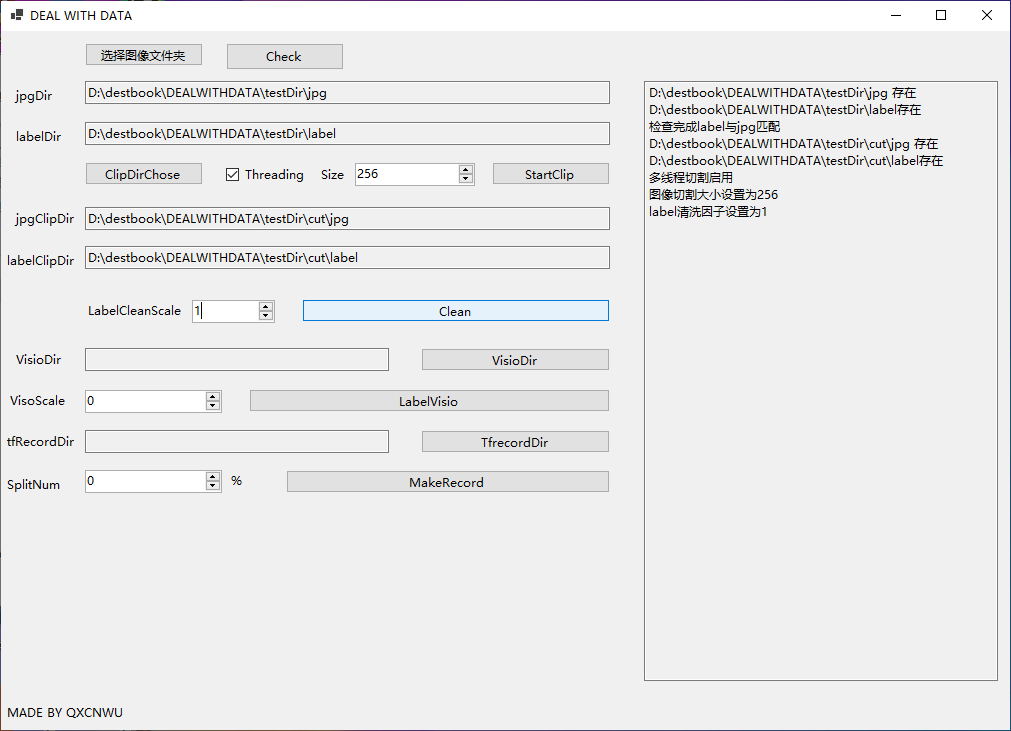 DEAL WITH DATA
选择图像文件夹 Check
jpgDir D:\destbook\DEALWITHDATA\testDir\jpg
labelDir D:\destbook\DEALWITHDATA\testDir\label
ClipDirChose Threading Size 256 StartClip
jpgClipDir D:\destbook\DEALWITHDATA\testDir\cut\jpg
labelClipDir D:\destbook\DEALWITHDATA\testDir\cut\label
LabelCleanScale 1 Clean
VisioDir VisioDir
VisoScale 0 LabelVisio
tfRecordDir TfrecordDir
SplitNum 0 % MakeRecord
D:\destbook\DEALWITHDATA\testDir\jpg 存在
D:\destbook\DEALWITHDATA\testDir\label存在
检查完成label与jpg匹配
D:\destbook\DEALWITHDATA\testDir\cut\jpg 存在
D:\destbook\DEALWITHDATA\testDir\cut\label存在
多线程切割启用
图像切割大小设置为256
label清洗因子设置为1
MADE BY QXCNWU